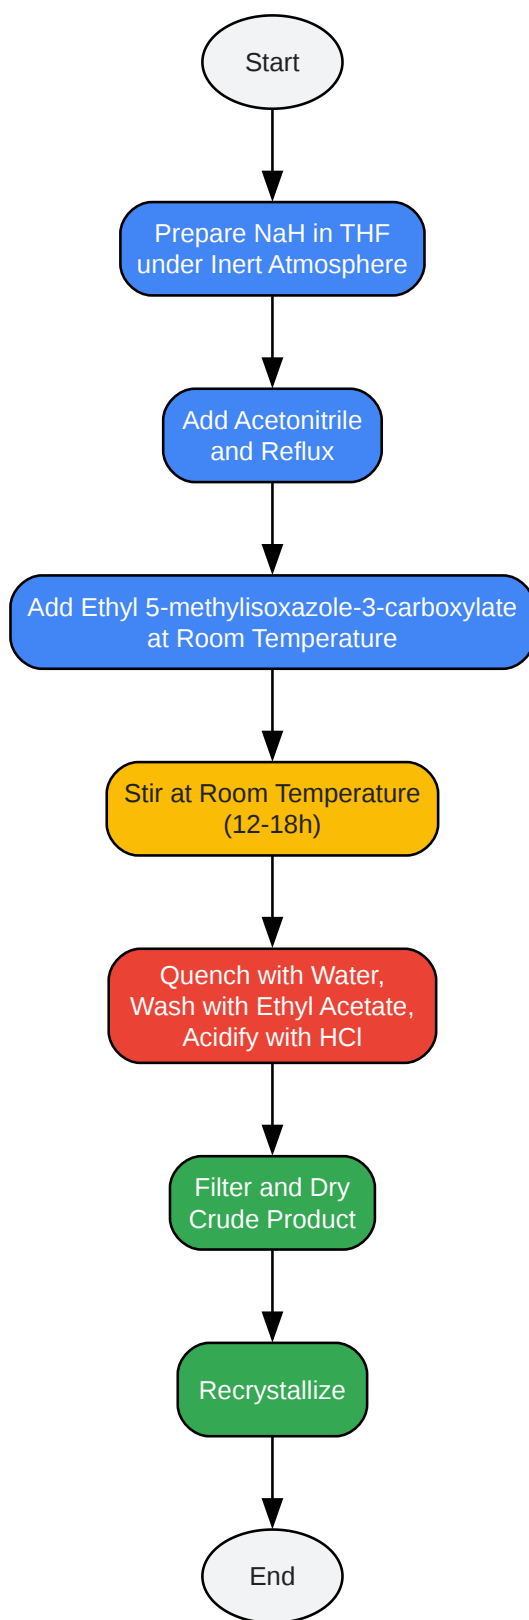 Start
Prepare NaH in THF
under Inert Atmosphere
Add Acetonitrile
and Reflux
Add Ethyl 5-methylisoxazole-3-carboxylate
at Room Temperature
Stir at Room Temperature
(12-18h)
Quench with Water,
Wash with Ethyl Acetate,
Acidify with HCl
Filter and Dry
Crude Product
Recrystallize
End